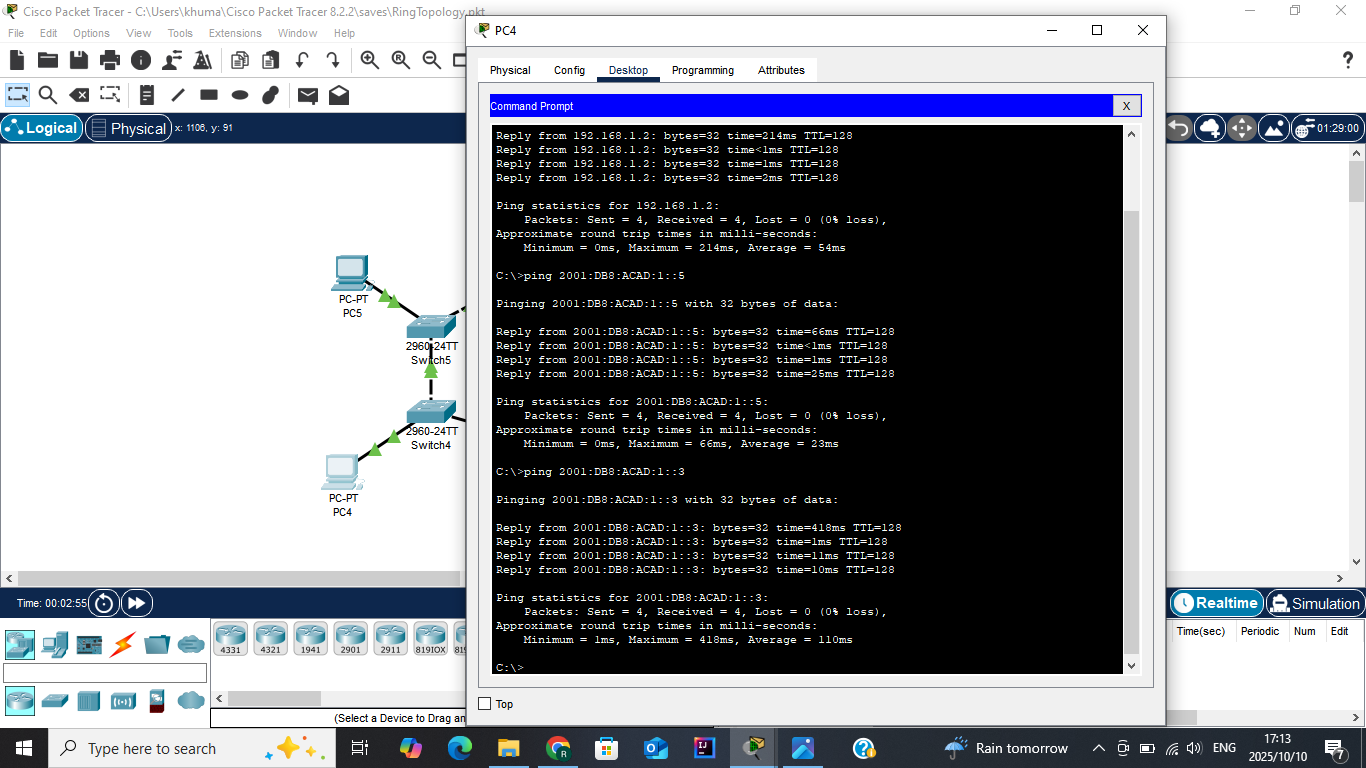 Cisco Packet Tracer - C:\Users\khuma\Cisco Packet Tracer 8.2.2\saves\RingTopology.pkt
File Edit Options View Tools Extensions Window Help
Logical Physical x: 1106, y: 91
01:29:00
PC-PT
PC5
2960-24TT
Switch5
2960-24TT
Switch4
PC-PT
PC4
PC4
Physical Config Desktop Programming Attributes
Command Prompt X
Reply from 192.168.1.2: bytes=32 time=214ms TTL=128
Reply from 192.168.1.2: bytes=32 time<1ms TTL=128
Reply from 192.168.1.2: bytes=32 time=1ms TTL=128
Reply from 192.168.1.2: bytes=32 time=2ms TTL=128
Ping statistics for 192.168.1.2:
Packets: Sent = 4, Received = 4, Lost = 0 (0% loss),
Approximate round trip times in milli-seconds:
Minimum = 0ms, Maximum = 214ms, Average = 54ms
C:\>ping 2001:DB8:ACAD:1::5
Pinging 2001:DB8:ACAD:1::5 with 32 bytes of data:
Reply from 2001:DB8:ACAD:1::5: bytes=32 time=66ms TTL=128
Reply from 2001:DB8:ACAD:1::5: bytes=32 time<1ms TTL=128
Reply from 2001:DB8:ACAD:1::5: bytes=32 time=1ms TTL=128
Reply from 2001:DB8:ACAD:1::5: bytes=32 time=25ms TTL=128
Ping statistics for 2001:DB8:ACAD:1::5:
Packets: Sent = 4, Received = 4, Lost = 0 (0% loss),
Approximate round trip times in milli-seconds:
Minimum = 0ms, Maximum = 66ms, Average = 23ms
C:\>ping 2001:DB8:ACAD:1::3
Pinging 2001:DB8:ACAD:1::3 with 32 bytes of data:
Reply from 2001:DB8:ACAD:1::3: bytes=32 time=418ms TTL=128
Reply from 2001:DB8:ACAD:1::3: bytes=32 time=1ms TTL=128
Reply from 2001:DB8:ACAD:1::3: bytes=32 time=11ms TTL=128
Reply from 2001:DB8:ACAD:1::3: bytes=32 time=10ms TTL=128
Ping statistics for 2001:DB8:ACAD:1::3:
Packets: Sent = 4, Received = 4, Lost = 0 (0% loss),
Approximate round trip times in milli-seconds:
Minimum = 1ms, Maximum = 418ms, Average = 110ms
C:\>
Top
Time: 00:02:55
Realtime Simulation
4331 4321 1941 2901 2911 819IOX 819
Time(sec) Periodic Num Edit
(Select a Device to Drag an
Type here to search
Rain tomorrow
ENG
17:13
2025/10/10
7